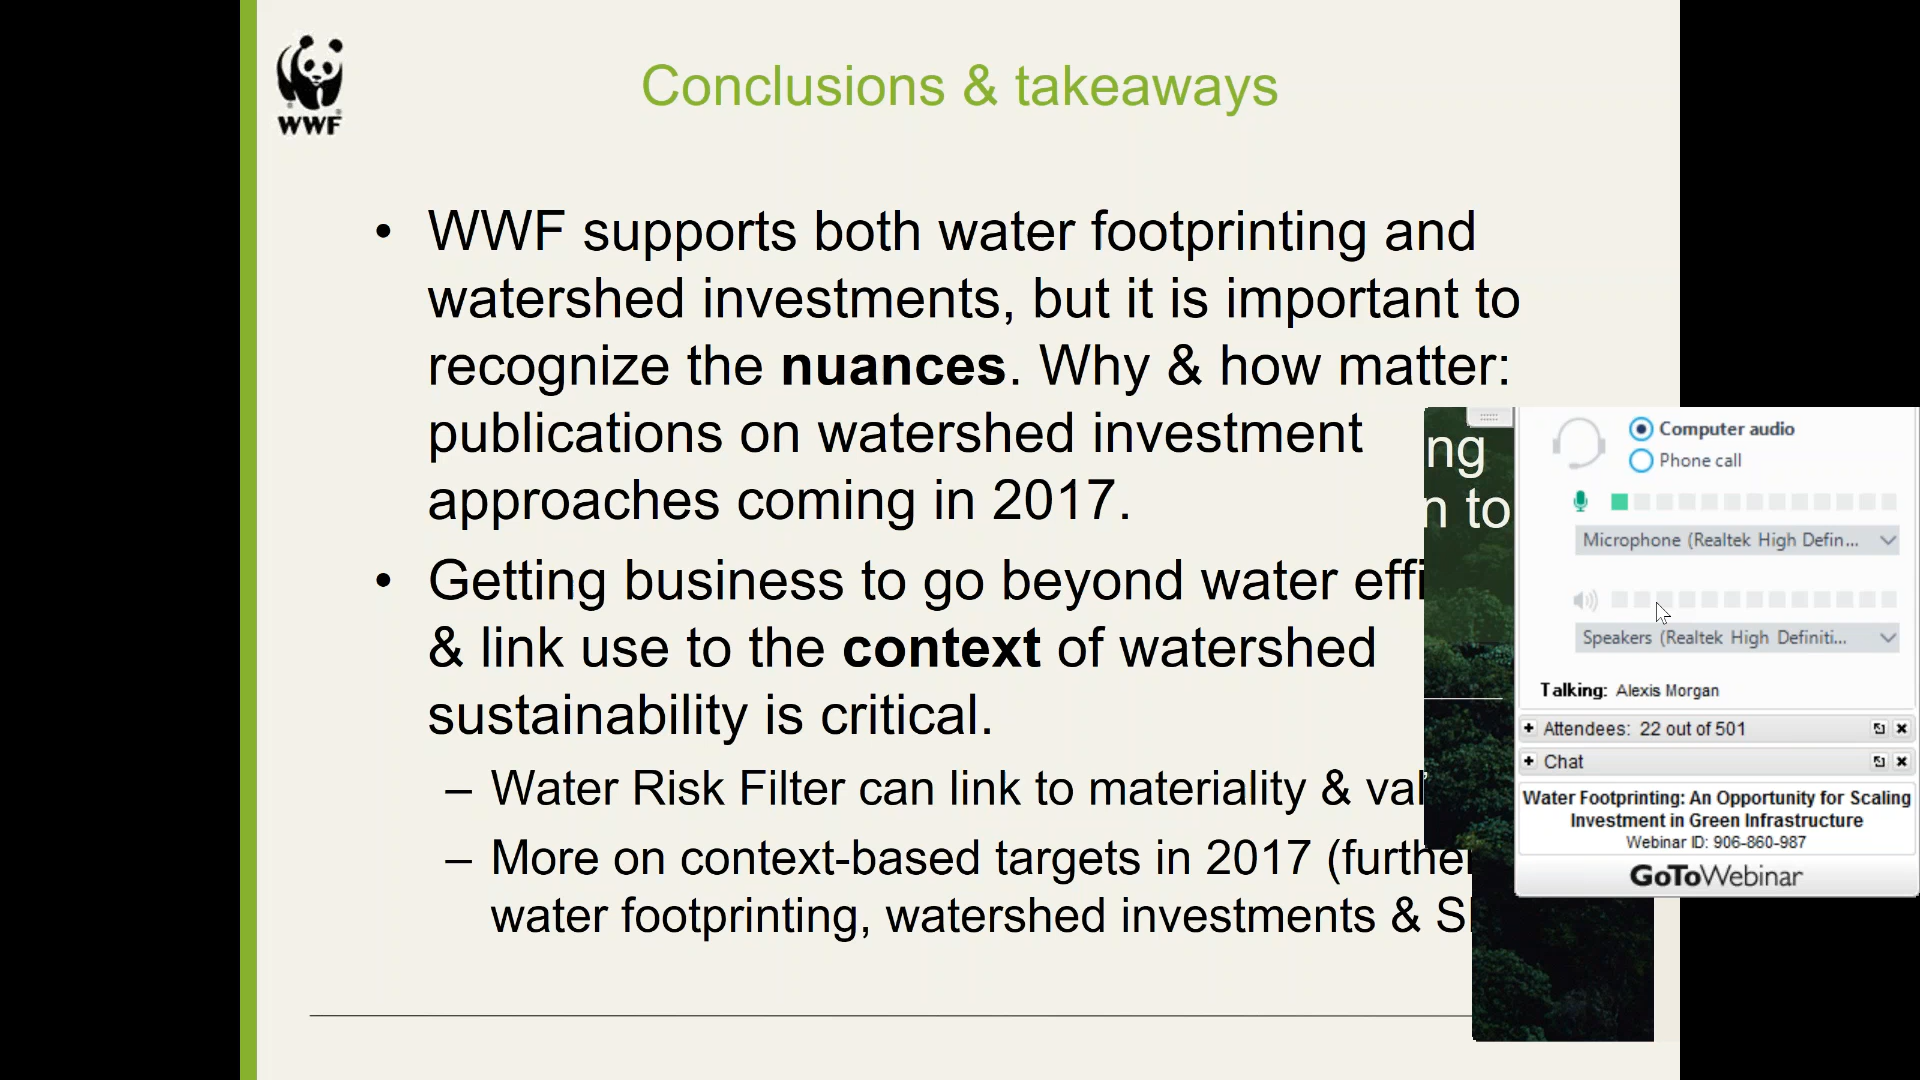 WWF
Conclusions & takeaways
• WWF supports both water footprinting and
watershed investments, but it is important to
recognize the nuances. Why & how matter:
publications on watershed investment
approaches coming in 2017.
• Getting business to go beyond water
& link use to the context of watershed
sustainability is critical.
– Water Risk Filter can link to materiality &
– More on context-based targets in 2017
water footprinting, watershed investments &
to
Computer audio
Phone call
Microphone (Realtek High Defin...
Speakers (Realtek High Definiti...
Talking: Alexis Morgan
Attendees: 22 out of 501
Chat
Water Footprinting: An Opportunity for Scaling
Investment in Green Infrastructure
Webinar ID: 906-860-987
GoToWebinar